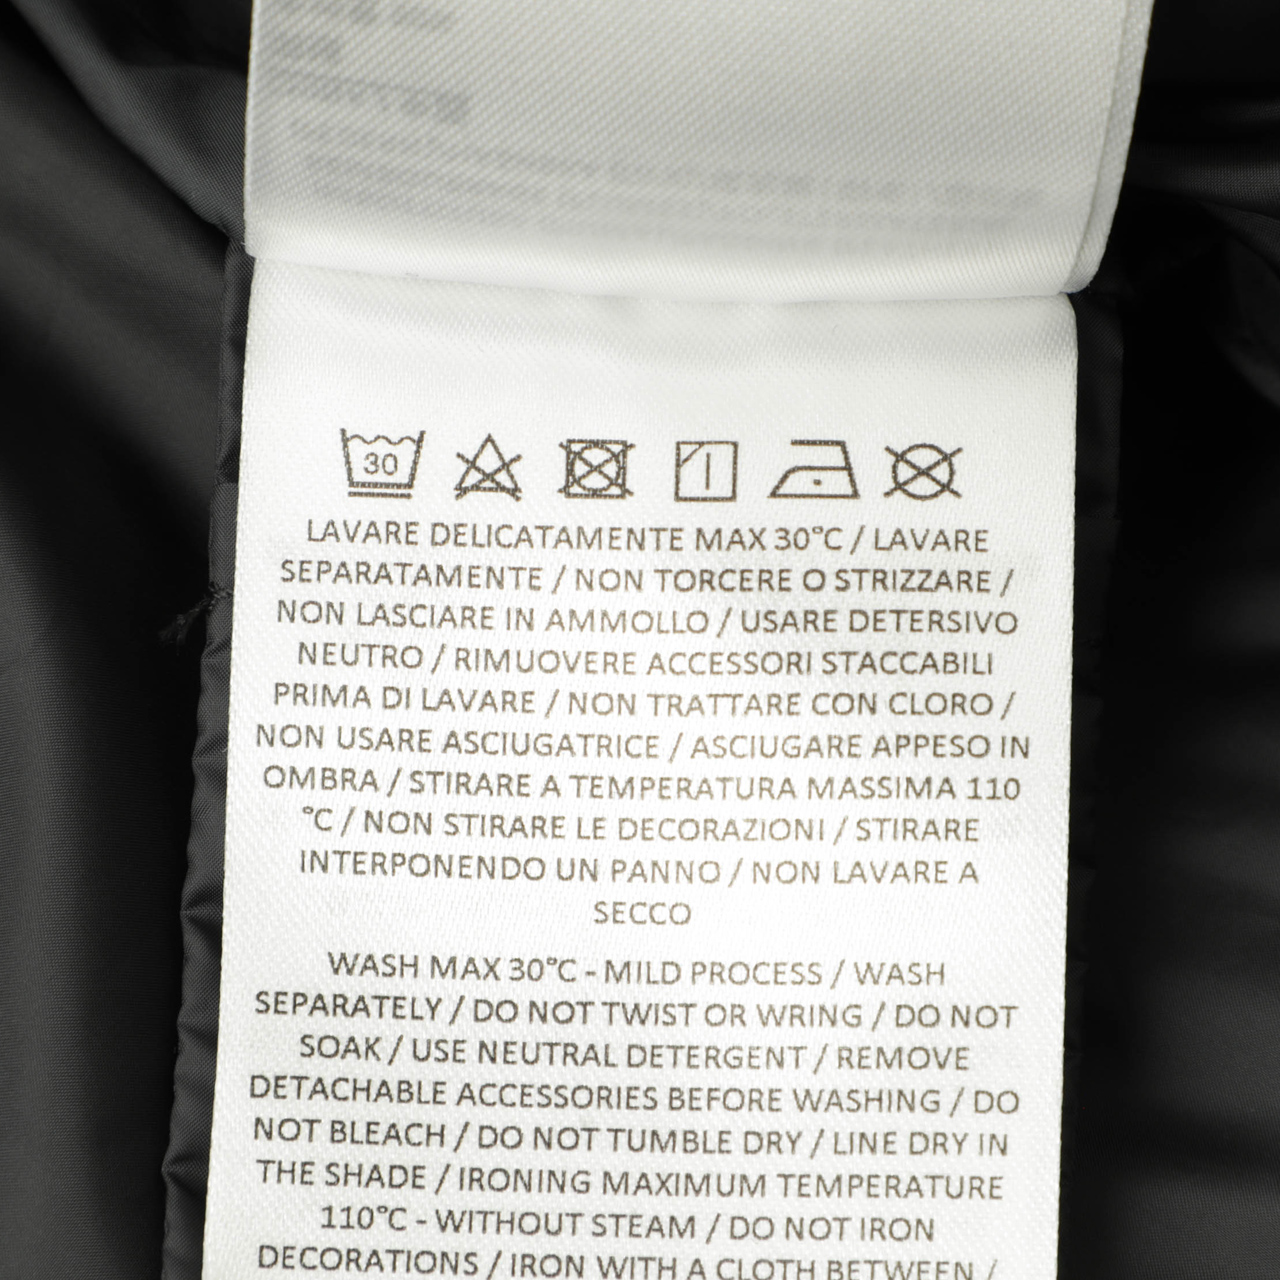 30
LAVARE DELICATAMENTE MAX 30°C / LAVARE
SEPARATAMENTE / NON TORCERE O STRIZZARE /
NON LASCIARE IN AMMOLLO / USARE DETERSIVO
NEUTRO / RIMUOVERE ACCESSORI STACCABILI
PRIMA DI LAVARE / NON TRATTARE CON CLORO /
NON USARE ASCIUGATRICE / ASCIUGARE APPESO IN
OMBRA / STIRARE A TEMPERATURA MASSIMA 110
°C / NON STIRARE LE DECORAZIONI / STIRARE
INTERPONENDO UN PANNO / NON LAVARE A
SECCO
WASH MAX 30°C - MILD PROCESS / WASH
SEPARATELY / DO NOT TWIST OR WRING / DO NOT
SOAK / USE NEUTRAL DETERGENT / REMOVE
DETACHABLE ACCESSORIES BEFORE WASHING / DO
NOT BLEACH / DO NOT TUMBLE DRY / LINE DRY IN
THE SHADE / IRONING MAXIMUM TEMPERATURE
110°C - WITHOUT STEAM / DO NOT IRON
DECORATIONS / IRON WITH A CLOTH BETWEEN /